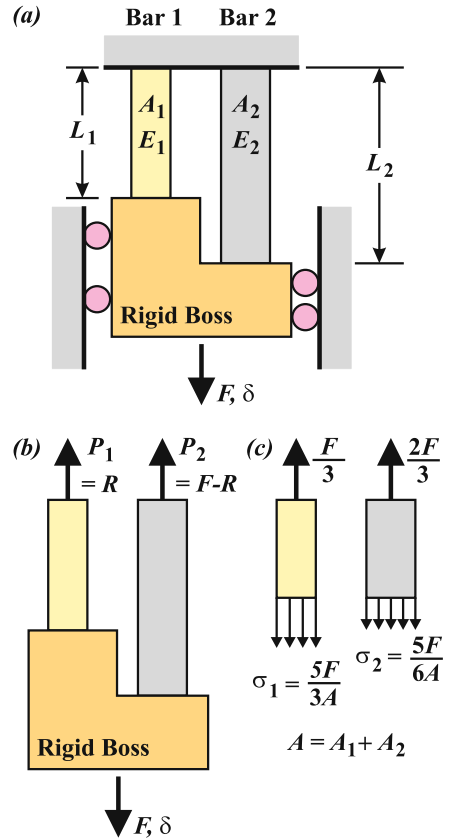 (a) Bar 1 Bar 2
L₁
A₁
E₁
A₂
E₂
L₂
Rigid Boss
F, δ
(b) P₁
= R
P₂
= F-R
Rigid Boss
F, δ
(c) F/3
2F/3
σ₁ = 5F/3A
σ₂ = 5F/6A
A = A₁ + A₂